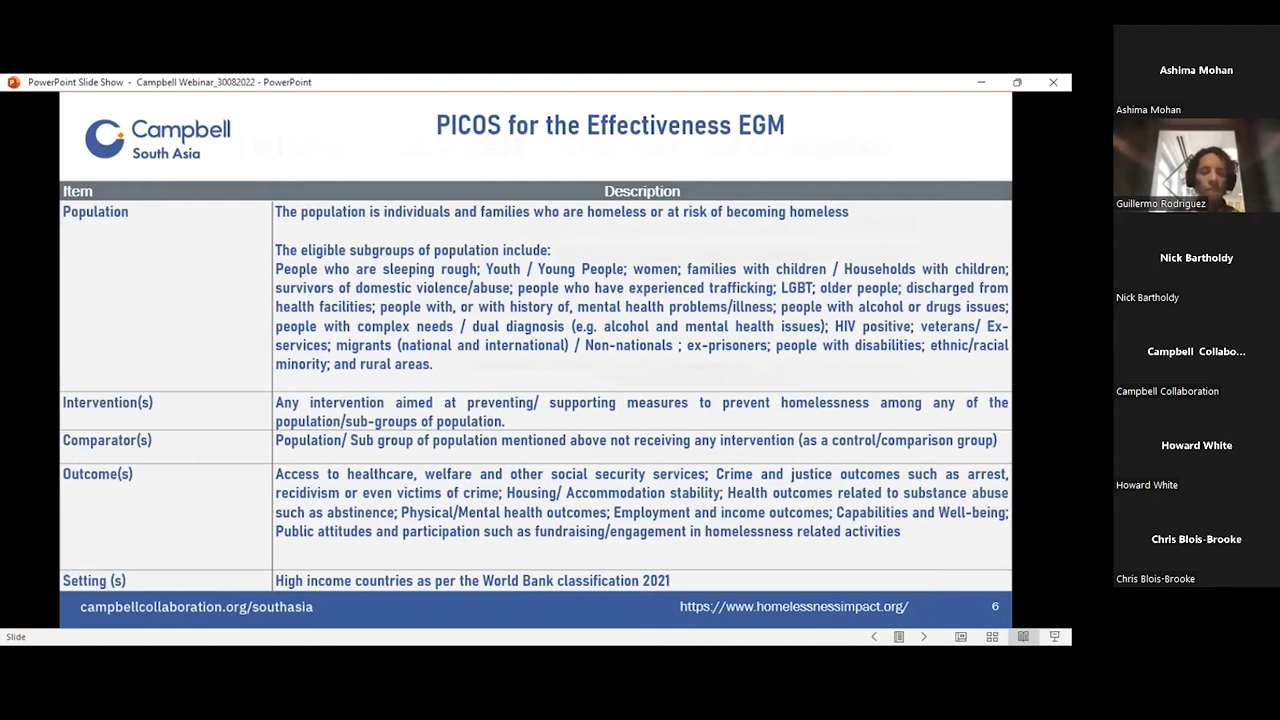 PowerPoint Slide Show - Campbell Webinar_30082022 - PowerPoint
Campbell
South Asia
PICOS for the Effectiveness EGM
Item Description
Population The population is individuals and families who are homeless or at risk of becoming homeless
The eligible subgroups of population include:
People who are sleeping rough; Youth / Young People; women; families with children / Households with children;
survivors of domestic violence/abuse; people who have experienced trafficking; LGBT; older people; discharged from
health facilities; people with, or with history of, mental health problems/illness; people with alcohol or drugs issues;
people with complex needs / dual diagnosis (e.g. alcohol and mental health issues); HIV positive; veterans/ Ex-
services; migrants (national and international) / Non-nationals ; ex-prisoners; people with disabilities; ethnic/racial
minority; and rural areas.
Intervention(s) Any intervention aimed at preventing/ supporting measures to prevent homelessness among any of the
population/sub-groups of population.
Comparator(s) Population/ Sub group of population mentioned above not receiving any intervention (as a control/comparison group)
Outcome(s) Access to healthcare, welfare and other social security services; Crime and justice outcomes such as arrest,
recidivism or even victims of crime; Housing/ Accommodation stability; Health outcomes related to substance abuse
such as abstinence; Physical/Mental health outcomes; Employment and income outcomes; Capabilities and Well-being;
Public attitudes and participation such as fundraising/engagement in homelessness related activities
Setting (s) High income countries as per the World Bank classification 2021
campbellcollaboration.org/southasia https://www.homelessnessimpact.org/ 6
Slide
Ashima Mohan
Ashima Mohan
Guillermo Rodriguez
Nick Bartholdy
Nick Bartholdy
Campbell Collabo...
Campbell Collaboration
Howard White
Howard White
Chris Blois-Brooke
Chris Blois-Brooke